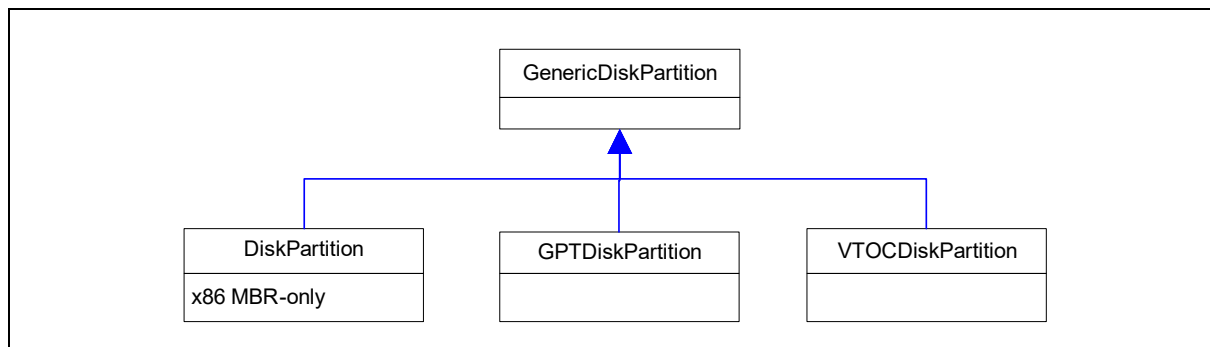 GenericDiskPartition
DiskPartition
GPTDiskPartition
VTOCDiskPartition
x86 MBR-only